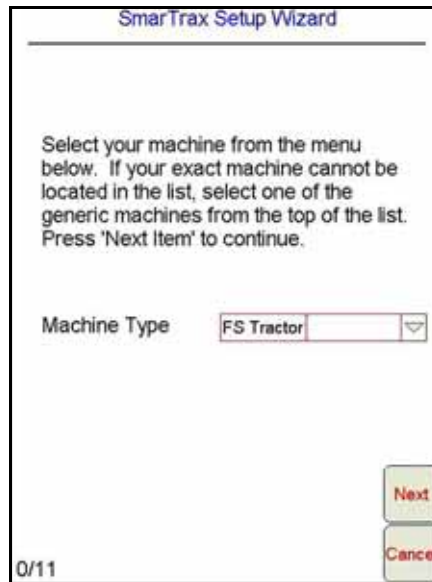 SmarTrax Setup Wizard
Select your machine from the menu
below. If your exact machine cannot be
located in the list, select one of the
generic machines from the top of the list.
Press 'Next Item' to continue.
Machine Type FS Tractor
Next
Cance
0/11